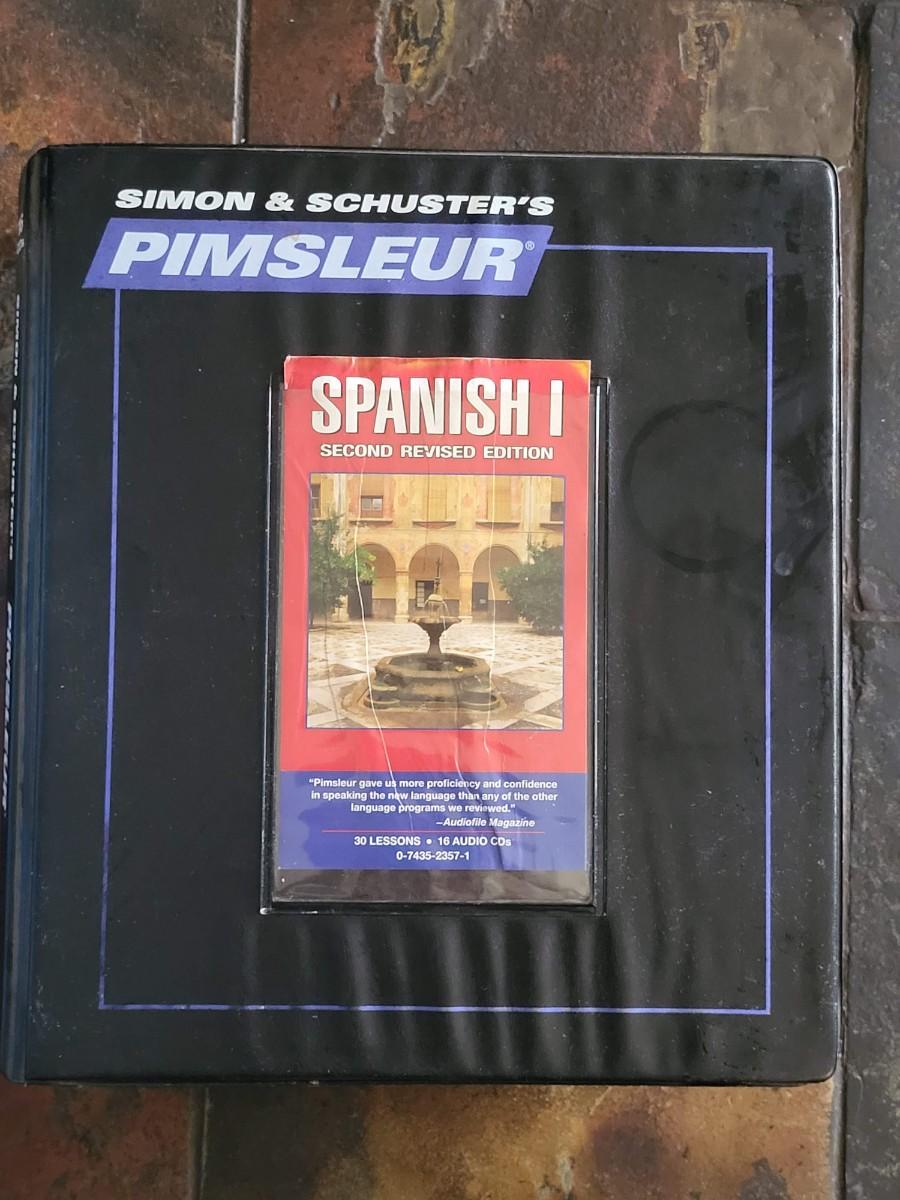 SIMON & SCHUSTER'S
PIMSLEUR®
SPANISH I
SECOND REVISED EDITION
"Pimsleur gave us more proficiency and confidence
in speaking the new language than any of the other
language programs we reviewed."
–Audiofile Magazine
30 LESSONS • 16 AUDIO CDs
0-7435-2357-1